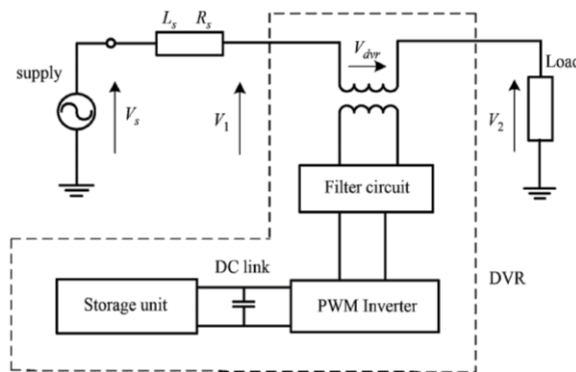 L_s R_s
V_dvr
supply
Load
V_s
V_1
V_2
Filter circuit
DC link
DVR
Storage unit
PWM Inverter